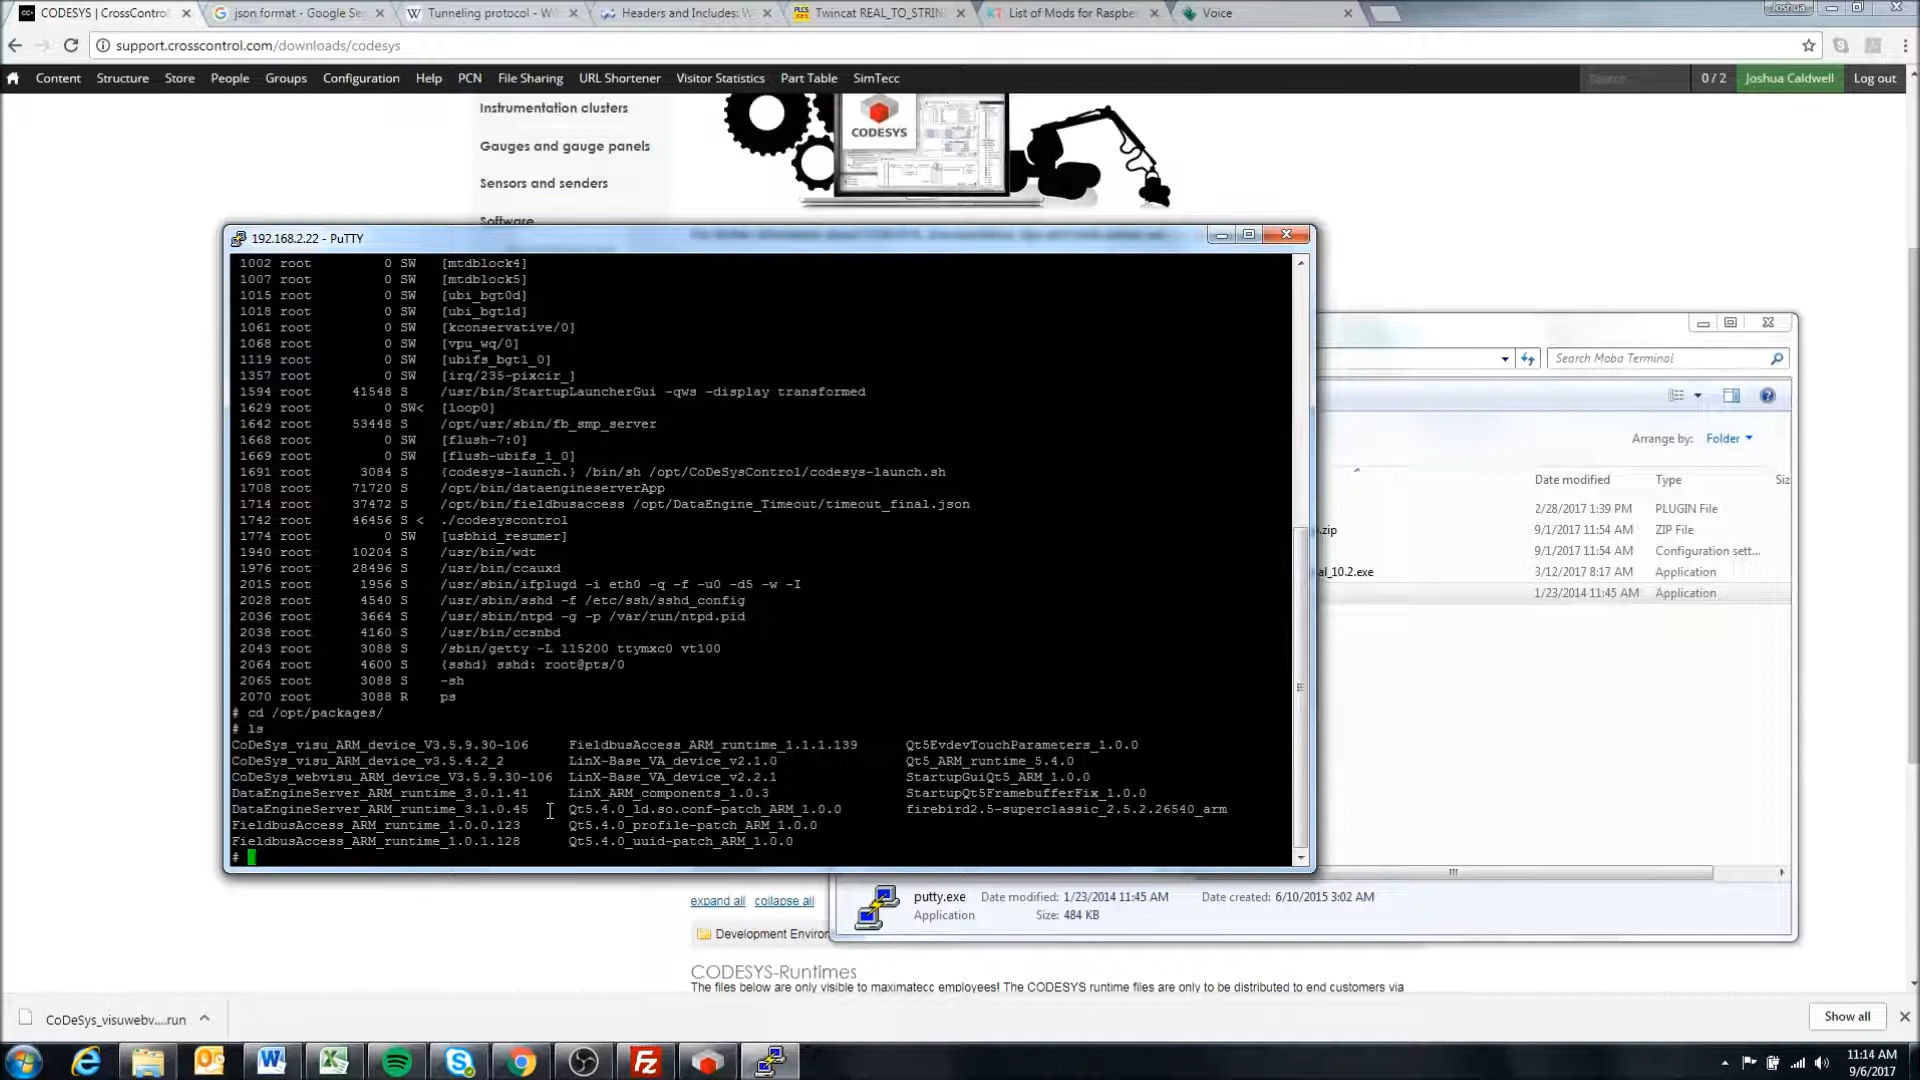 CODESYS | CrossControl
json format - Google Se
Tunneling protocol - W
Headers and Includes: W
Twincat REAL_TO_STRIN
List of Mods for Raspbe
Voice
Joshua
support.crosscontrol.com/downloads/codesys
Content Structure Store People Groups Configuration Help PCN File Sharing URL Shortener Visitor Statistics Part Table SimTecc
Search 0 / 2 Joshua Caldwell Log out
Instrumentation clusters
Gauges and gauge panels
Sensors and senders
Software
CODESYS
192.168.2.22 - PuTTY
1002 root 0 SW [mtdblock4]
1007 root 0 SW [mtdblock5]
1015 root 0 SW [ubi_bgt0d]
1018 root 0 SW [ubi_bgt1d]
1061 root 0 SW [kconservative/0]
1068 root 0 SW [vpu_wq/0]
1119 root 0 SW [ubifs_bgt1_0]
1357 root 0 SW [irq/235-pixcir_]
1594 root 41548 S /usr/bin/StartupLauncherGui -qws -display transformed
1629 root 0 SW< [loop0]
1642 root 53448 S /opt/usr/sbin/fb_smp_server
1668 root 0 SW [flush-7:0]
1669 root 0 SW [flush-ubifs_1_0]
1691 root 3084 S {codesys-launch.} /bin/sh /opt/CoDeSysControl/codesys-launch.sh
1708 root 71720 S /opt/bin/dataengineserverApp
1714 root 37472 S /opt/bin/fieldbusaccess /opt/DataEngine_Timeout/timeout_final.json
1742 root 46456 S < ./codesyscontrol
1774 root 0 SW [usbhid_resumer]
1940 root 10204 S /usr/bin/wdt
1976 root 28496 S /usr/bin/ccauxd
2015 root 1956 S /usr/sbin/ifplugd -i eth0 -q -f -u0 -d5 -w -I
2028 root 4540 S /usr/sbin/sshd -f /etc/ssh/sshd_config
2036 root 3664 S /usr/sbin/ntpd -g -p /var/run/ntpd.pid
2038 root 4160 S /usr/bin/ccsnbd
2043 root 3088 S /sbin/getty -L 115200 ttymxc0 vt100
2064 root 4600 S {sshd} sshd: root@pts/0
2065 root 3088 S -sh
2070 root 3088 R ps
# cd /opt/packages/
# ls
CoDeSys_visu_ARM_device_V3.5.9.30-106 FieldbusAccess_ARM_runtime_1.1.1.139 Qt5EvdevTouchParameters_1.0.0
CoDeSys_visu_ARM_device_v3.5.4.2_2 LinX-Base_VA_device_v2.1.0 Qt5_ARM_runtime_5.4.0
CoDeSys_webvisu_ARM_device_V3.5.9.30-106 LinX-Base_VA_device_v2.2.1 StartupGuiQt5_ARM_1.0.0
DataEngineServer_ARM_runtime_3.0.1.41 LinX_ARM_components_1.0.3 StartupQt5FramebufferFix_1.0.0
DataEngineServer_ARM_runtime_3.1.0.45 Qt5.4.0_ld.so.conf-patch_ARM_1.0.0 firebird2.5-superclassic_2.5.2.26540_arm
FieldbusAccess_ARM_runtime_1.0.0.123 Qt5.4.0_profile-patch_ARM_1.0.0
FieldbusAccess_ARM_runtime_1.0.1.128 Qt5.4.0_uuid-patch_ARM_1.0.0
#
Search Moba Terminal
Arrange by: Folder
Date modified Type Siz
2/28/2017 1:39 PM PLUGIN File
.zip 9/1/2017 11:54 AM ZIP File
9/1/2017 11:54 AM Configuration sett...
al_10.2.exe 3/12/2017 8:17 AM Application
1/23/2014 11:45 AM Application
putty.exe Date modified: 1/23/2014 11:45 AM Date created: 6/10/2015 3:02 AM
Application Size: 484 KB
expand all collapse all
Development Environ
CODESYS-Runtimes
The files below are only visible to maximatecc employees! The CODESYS runtime files are only to be distributed to end customers via
CoDeSys_visuwebv....run
Show all
11:14 AM
9/6/2017